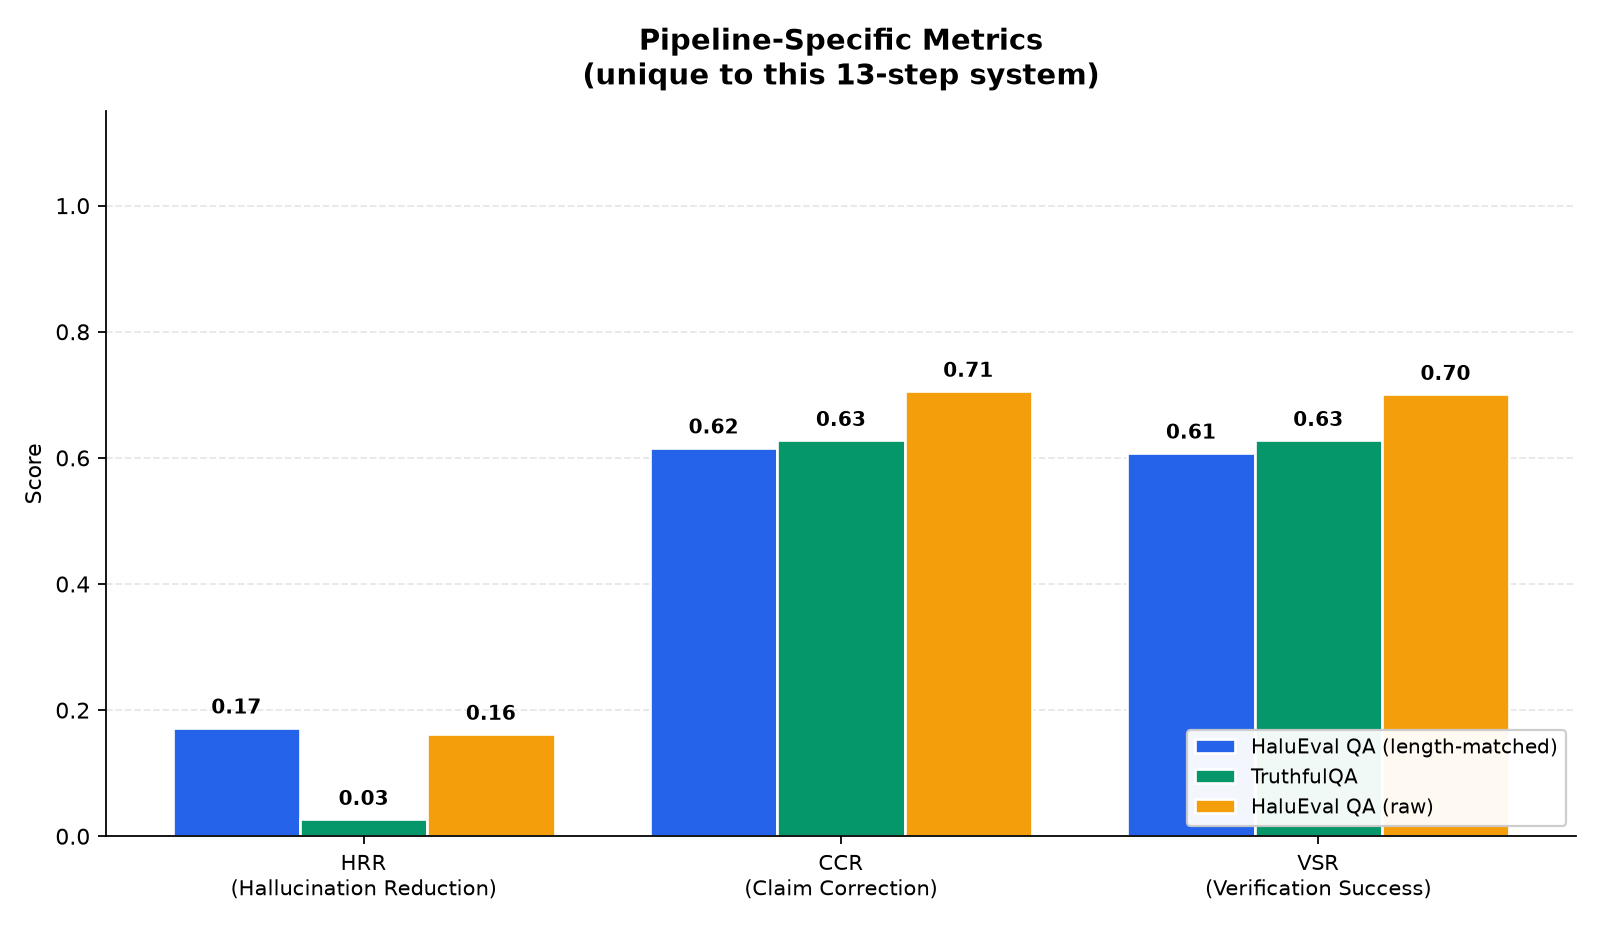 Pipeline-Specific Metrics
(unique to this 13-step system)
Score
1.0
0.8
0.6
0.4
0.2
0.0
0.17
0.03
0.16
0.62
0.63
0.71
0.61
0.63
0.70
HaluEval QA (length-matched)
TruthfulQA
HaluEval QA (raw)
HRR
(Hallucination Reduction)
CCR
(Claim Correction)
VSR
(Verification Success)